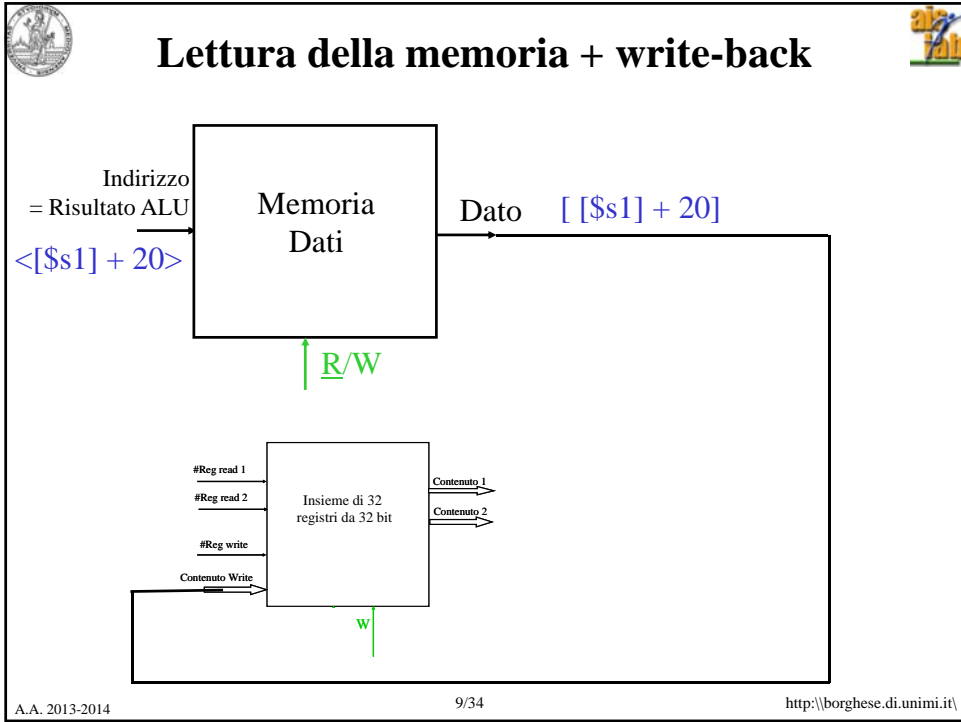 Lettura della memoria + write-back
ais
lab
Indirizzo
= Risultato ALU
<[$s1] + 20>
Memoria
Dati
Dato
[ [$s1] + 20]
R/W
#Reg read 1
#Reg read 2
#Reg write
Contenuto Write
Insieme di 32
registri da 32 bit
Contenuto 1
Contenuto 2
W
A.A. 2013-2014
9/34
http:\\borghese.di.unimi.it\